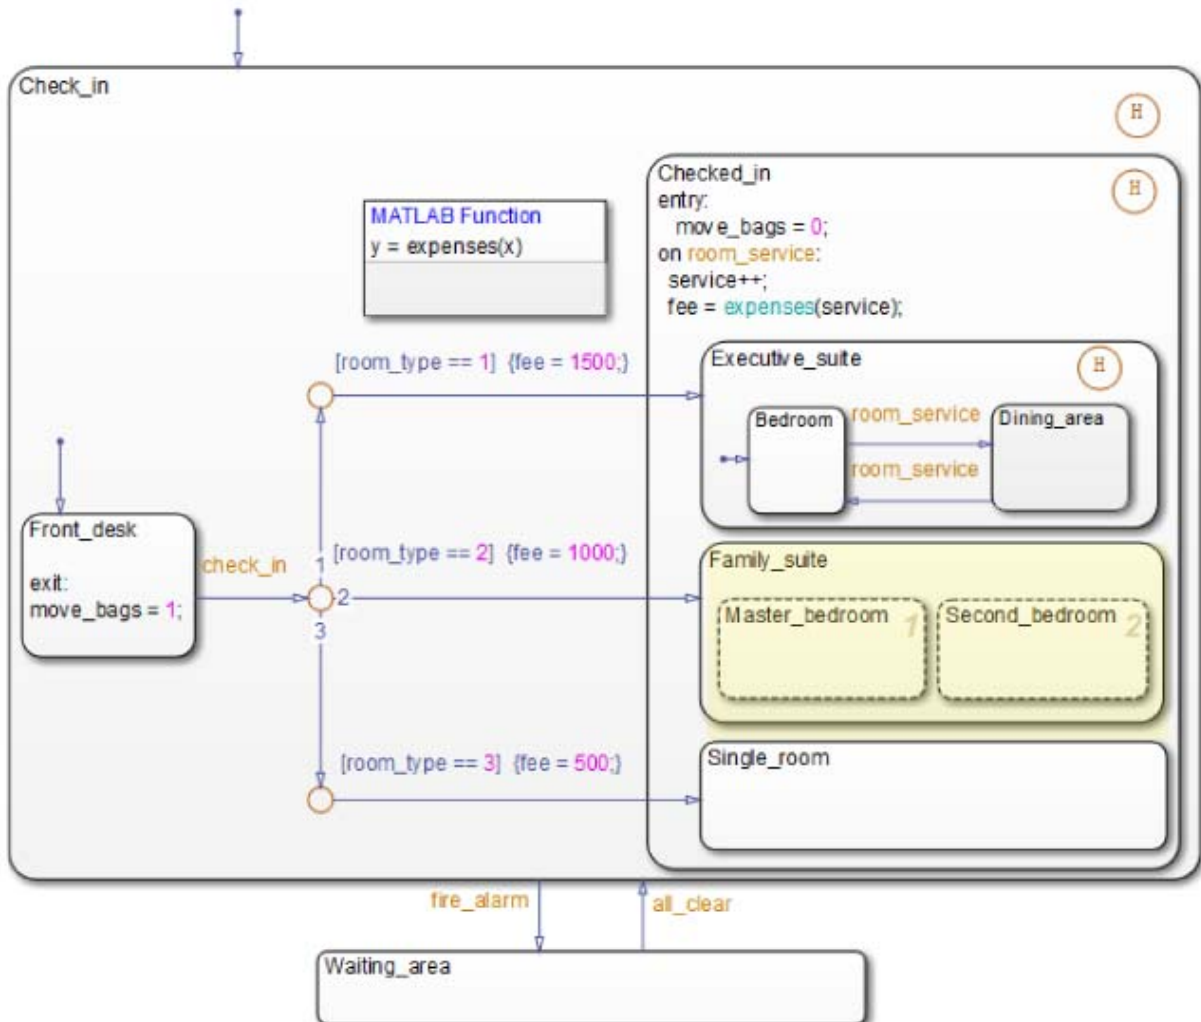 Check_in
H
Checked_in
H
entry:
move_bags = 0;
on room_service:
service++;
fee = expenses(service);
MATLAB Function
y = expenses(x)
[room_type == 1] {fee = 1500;}
Executive_suite
H
Bedroom
room_service
Dining_area
room_service
Front_desk
exit:
move_bags = 1;
check_in
1
2
3
[room_type == 2] {fee = 1000;}
Family_suite
Master_bedroom 1
Second_bedroom 2
[room_type == 3] {fee = 500;}
Single_room
fire_alarm
all_clear
Waiting_area